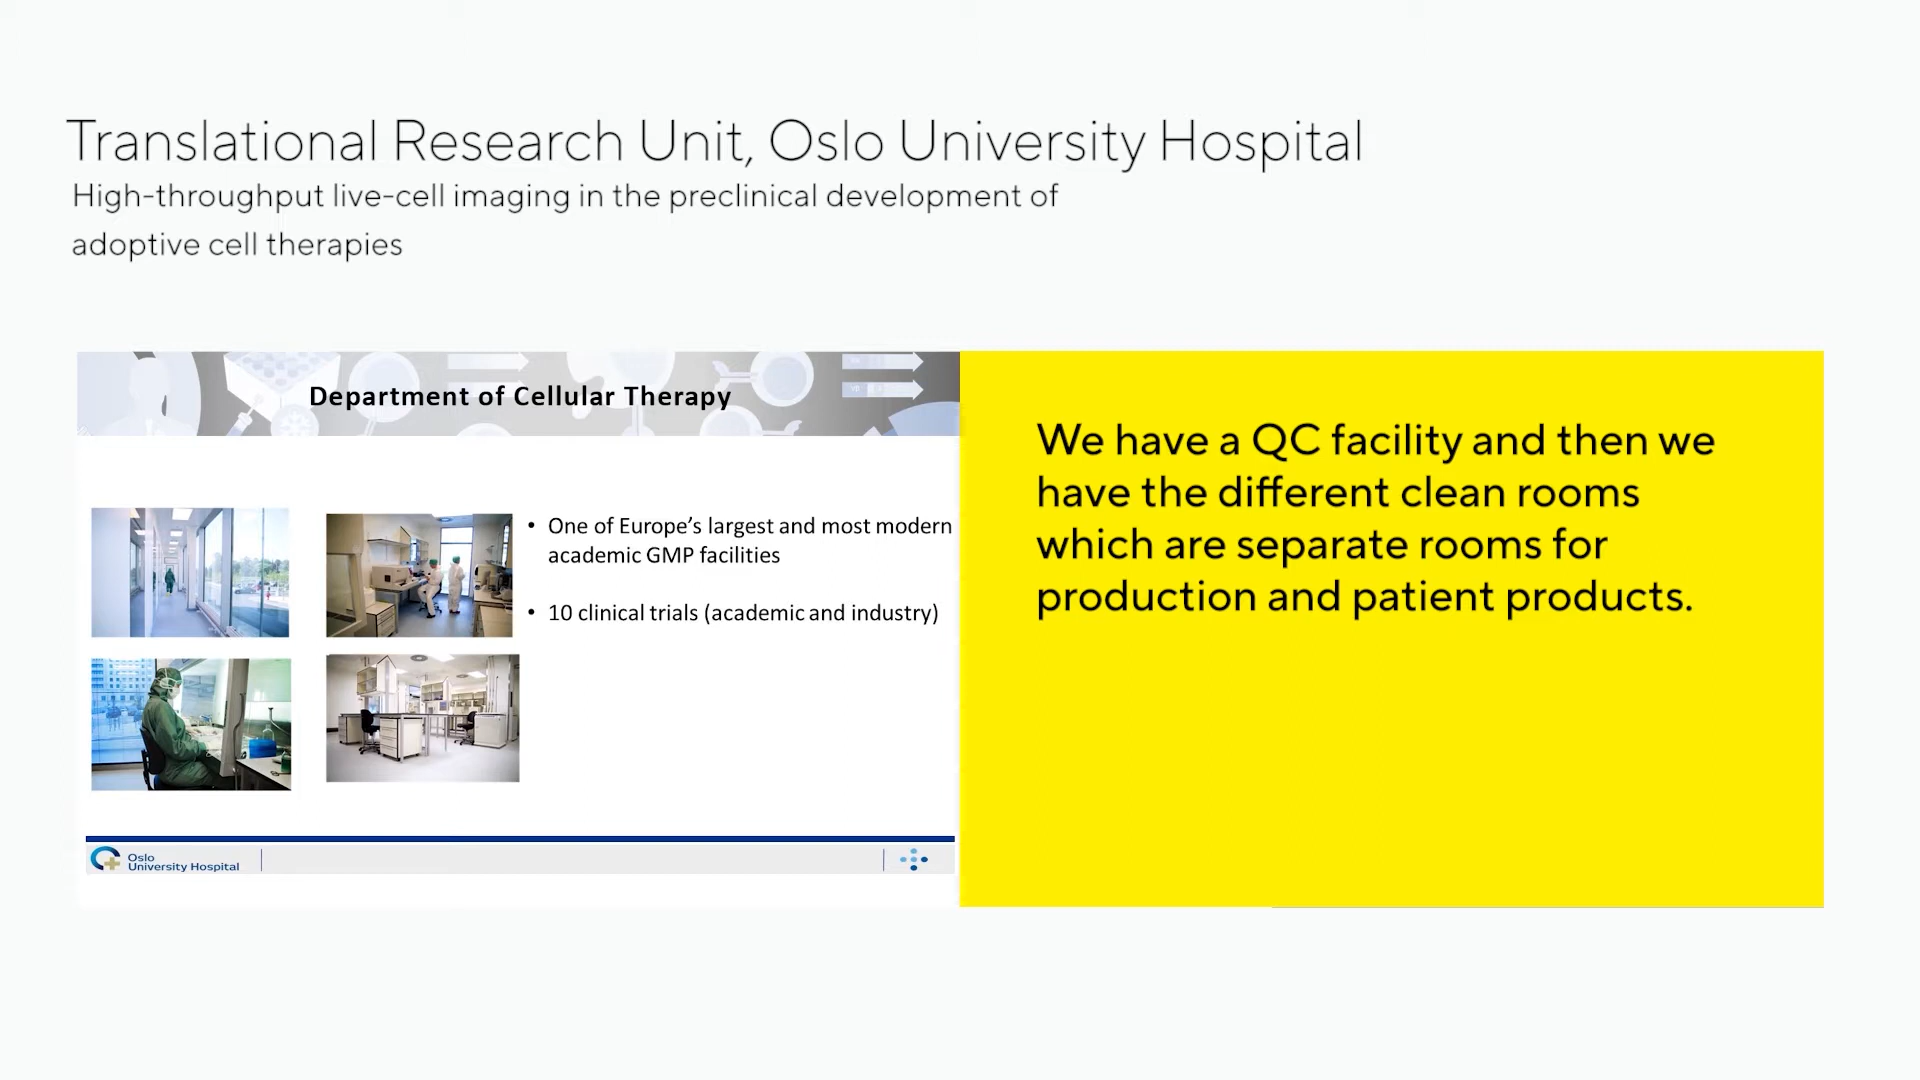 Translational Research Unit, Oslo University Hospital
High-throughput live-cell imaging in the preclinical development of
adoptive cell therapies
Department of Cellular Therapy
• One of Europe’s largest and most modern
academic GMP facilities
• 10 clinical trials (academic and industry)
Oslo
University Hospital
We have a QC facility and then we
have the different clean rooms
which are separate rooms for
production and patient products.